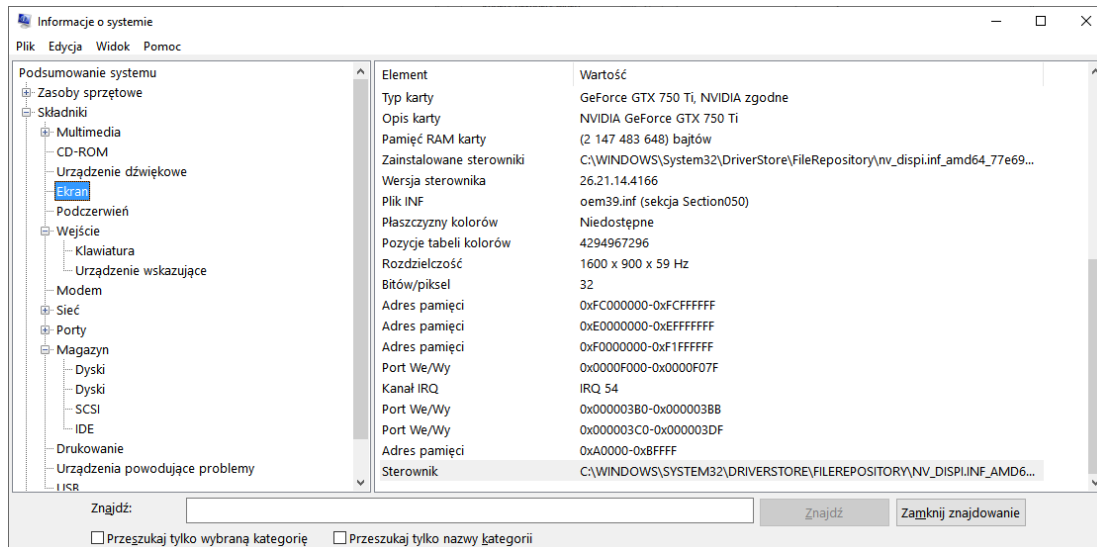 Informacje o systemie
Plik Edycja Widok Pomoc
Podsumowanie systemu
Zasoby sprzętowe
Składniki
Multimedia
CD-ROM
Urządzenie dźwiękowe
Ekran
Podczerwień
Wejście
Klawiatura
Urządzenie wskazujące
Modem
Sieć
Porty
Magazyn
Dyski
Dyski
SCSI
IDE
Drukowanie
Urządzenia powodujące problemy
USB
Element Wartość
Typ karty GeForce GTX 750 Ti, NVIDIA zgodne
Opis karty NVIDIA GeForce GTX 750 Ti
Pamięć RAM karty (2 147 483 648) bajtów
Zainstalowane sterowniki C:\WINDOWS\System32\DriverStore\FileRepository\nv_dispi.inf_amd64_77e69...
Wersja sterownika 26.21.14.4166
Plik INF oem39.inf (sekcja Section050)
Płaszczyzny kolorów Niedostępne
Pozycje tabeli kolorów 4294967296
Rozdzielczość 1600 x 900 x 59 Hz
Bitów/piksel 32
Adres pamięci 0xFC000000-0xFCFFFFFF
Adres pamięci 0xE0000000-0xEFFFFFFF
Adres pamięci 0xF0000000-0xF1FFFFFF
Port We/Wy 0x0000F000-0x0000F07F
Kanał IRQ IRQ 54
Port We/Wy 0x000003B0-0x000003BB
Port We/Wy 0x000003C0-0x000003DF
Adres pamięci 0xA0000-0xBFFFF
Sterownik C:\WINDOWS\SYSTEM32\DRIVERSTORE\FILEREPOSITORY\NV_DISPI.INF_AMD6...
Znajdź: Znajdź Zamknij znajdowanie
Przeszukaj tylko wybraną kategorię Przeszukaj tylko nazwy kategorii